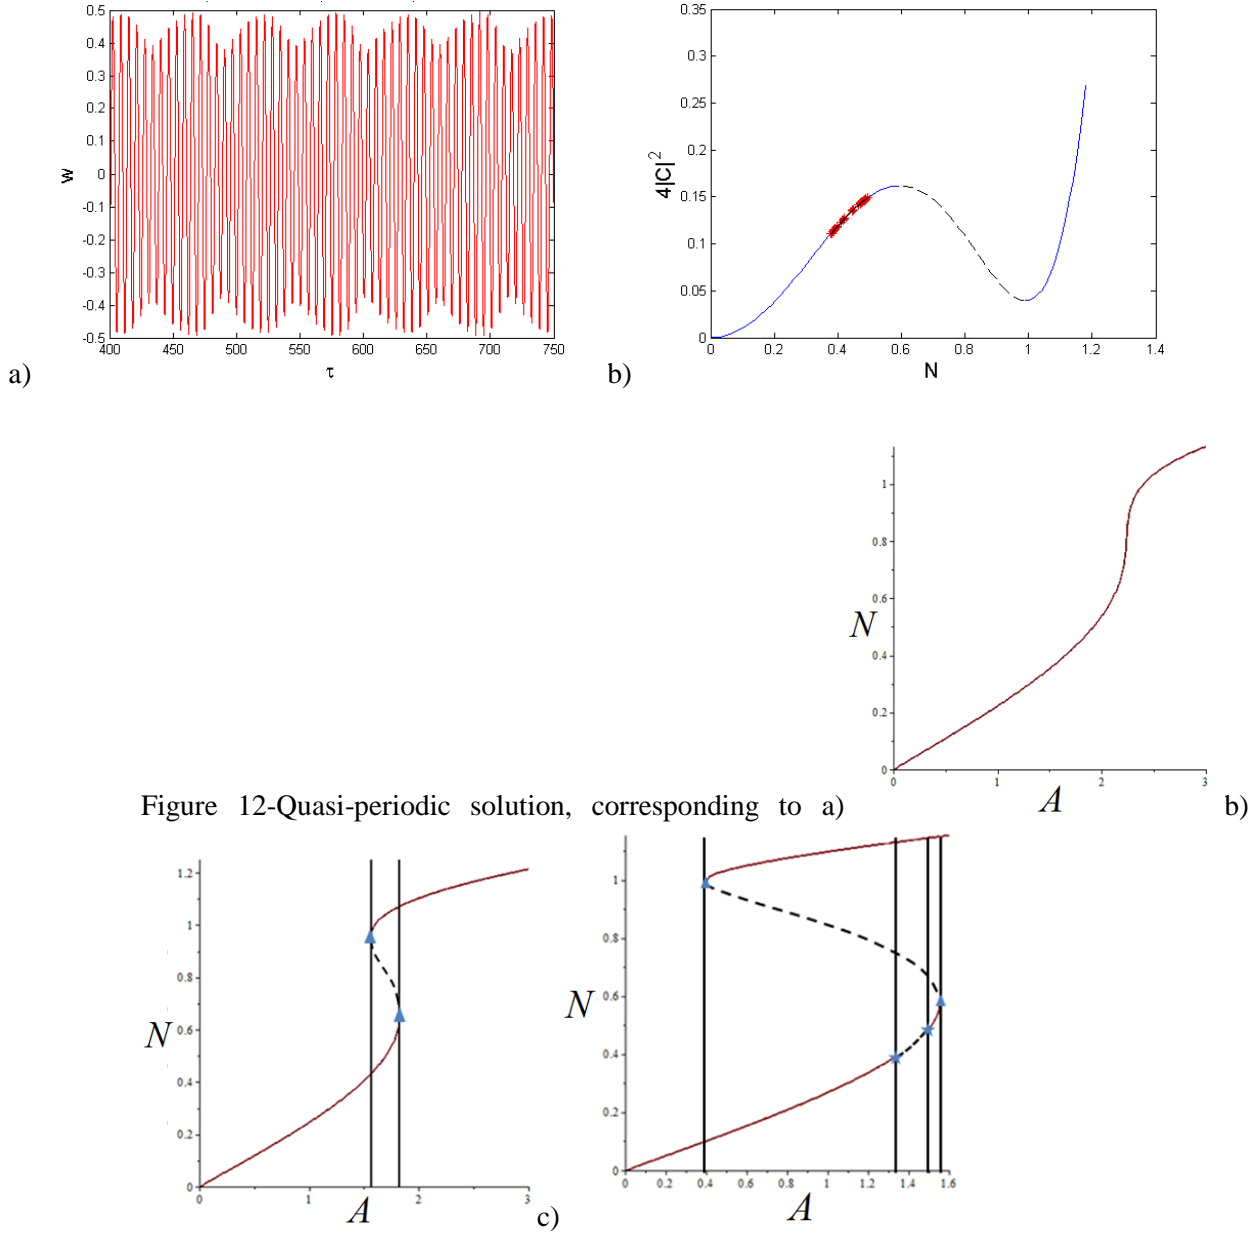 0.5
0.4
0.3
0.2
0.1
0
-0.1
-0.2
-0.3
-0.4
-0.5
w
400 450 500 550 600 650 700 750
τ
a)
0.35
0.3
0.25
0.2
0.15
0.1
0.05
0
4|C|²
0 0.2 0.4 0.6 0.8 1 1.2 1.4
N
b)
1
0.8
0.6
0.4
0.2
0
N
0 1 2 3
A
Figure 12-Quasi-periodic solution, corresponding to a)
b)
1.2
1
0.8
0.6
0.4
0.2
0
N
0 1 2 3
A
c)
1
0.8
0.6
0.4
0.2
0
N
0 0.2 0.4 0.6 0.8 1 1.2 1.4 1.6
A